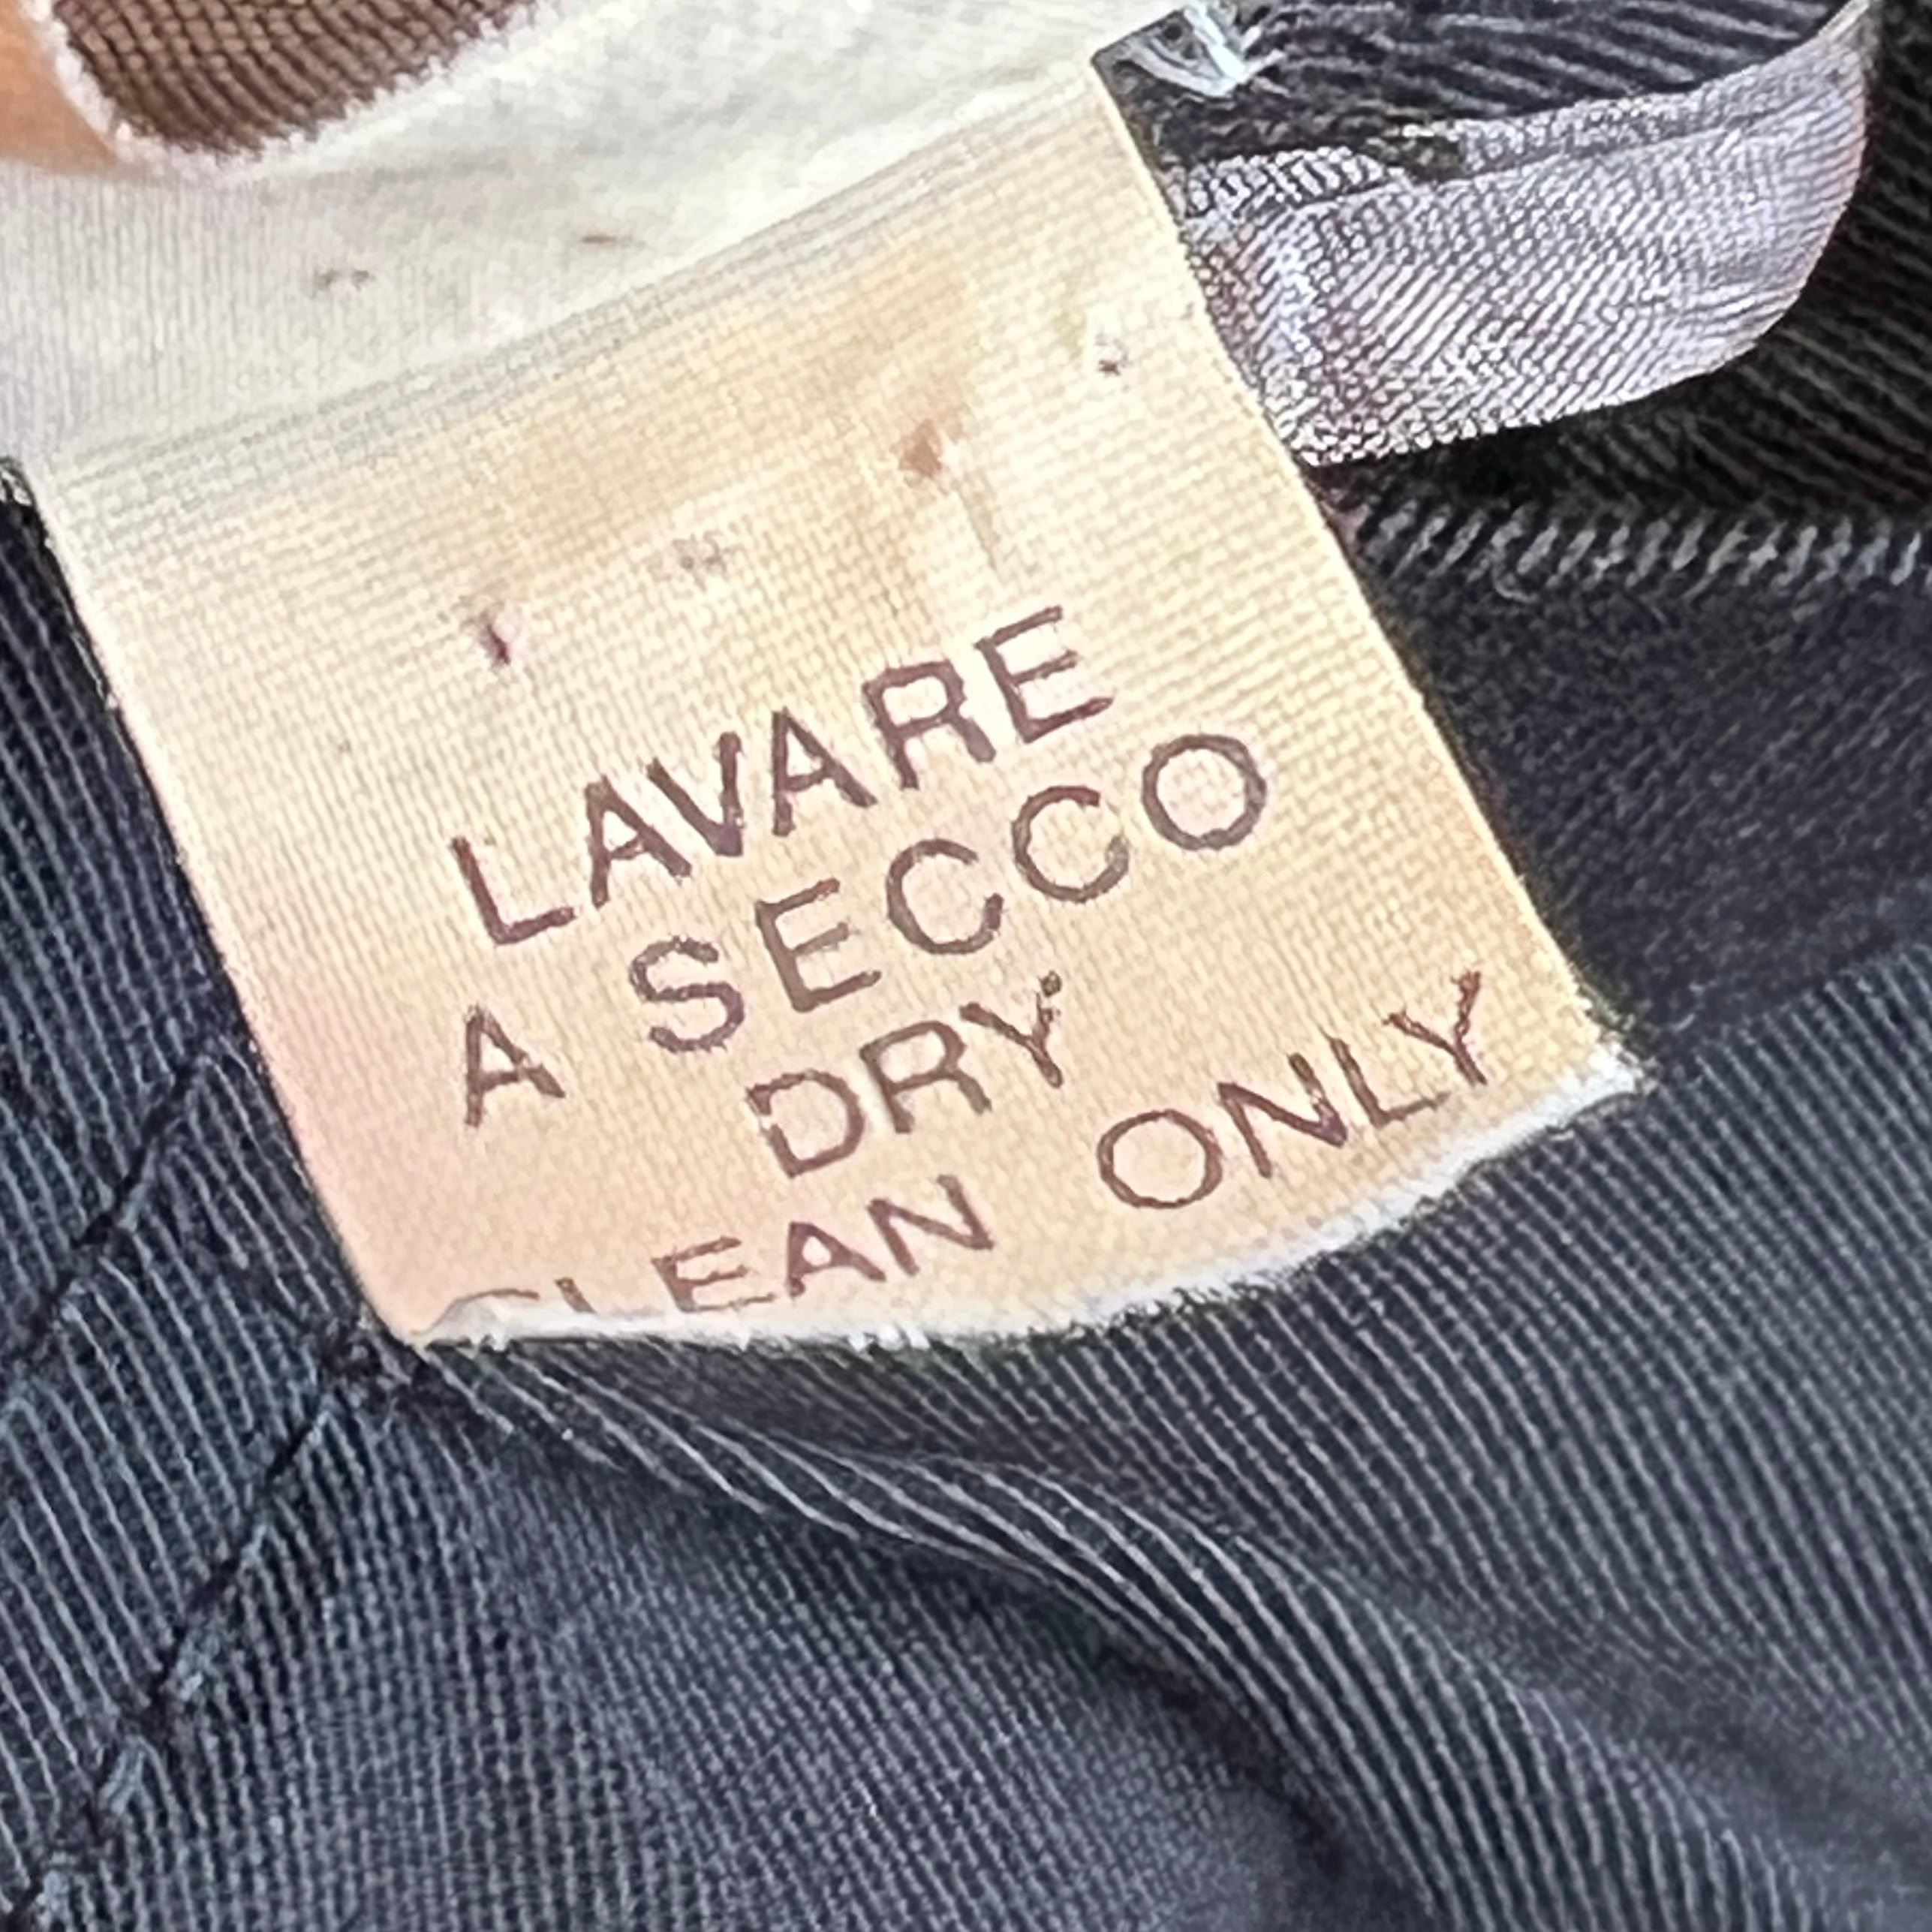 LAVARE
A SECCO
DRY
CLEAN ONLY